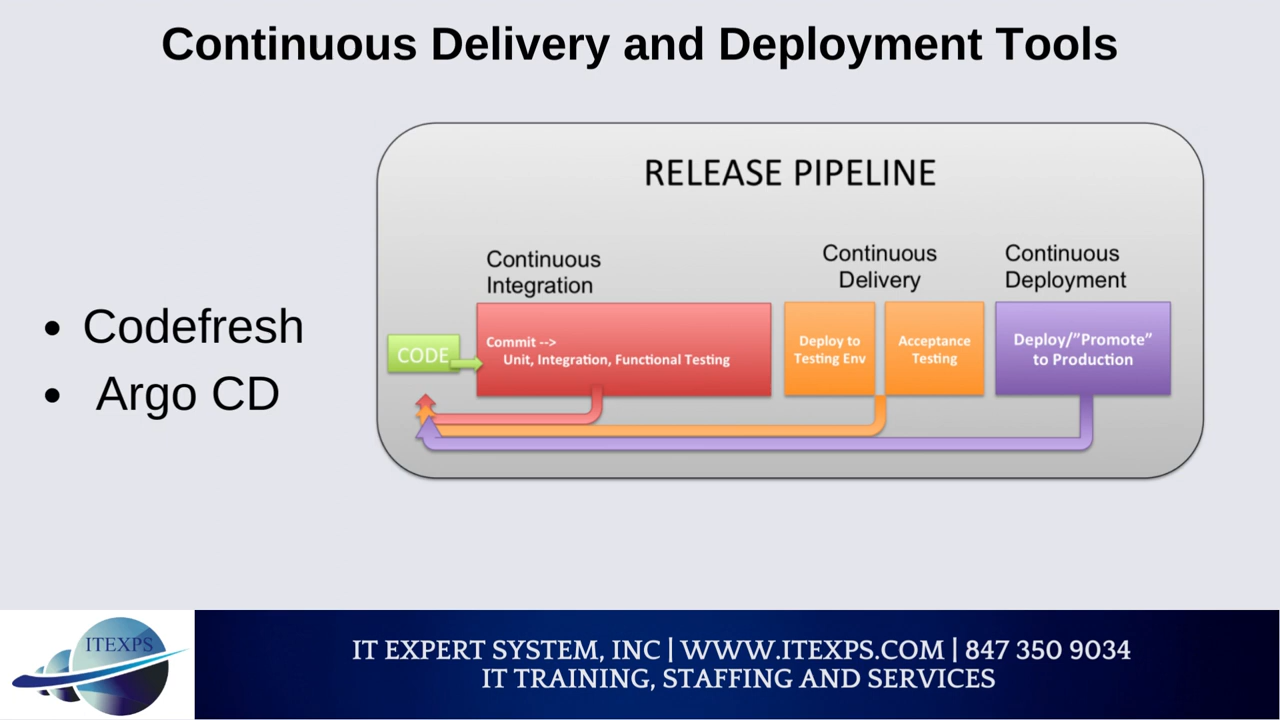 Continuous Delivery and Deployment Tools
• Codefresh
• Argo CD
RELEASE PIPELINE
Continuous
Integration
Continuous
Delivery
Continuous
Deployment
CODE
Commit -->
Unit, Integration, Functional Testing
Deploy to
Testing Env
Acceptance
Testing
Deploy/”Promote”
to Production
ITEXPS
IT EXPERT SYSTEM, INC | WWW.ITEXPS.COM | 847 350 9034
IT TRAINING, STAFFING AND SERVICES